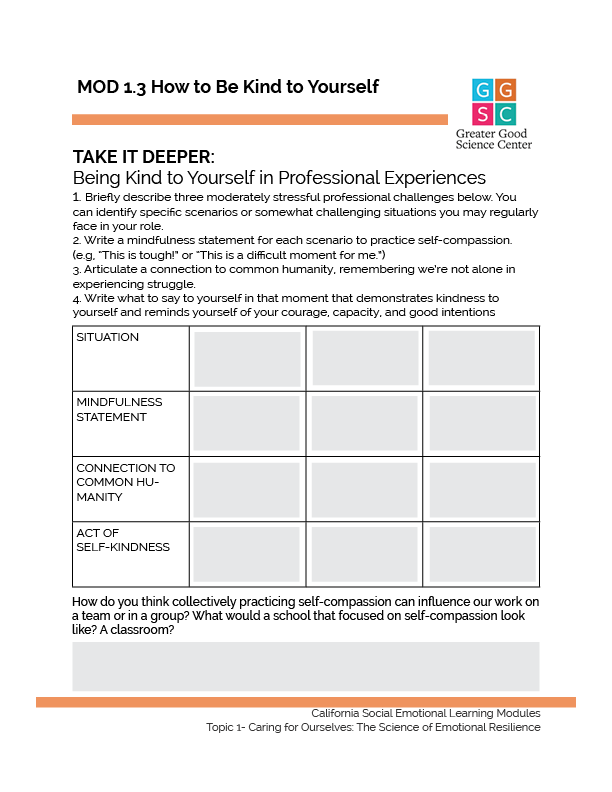 MOD 1.3 How to Be Kind to Yourself
G G
S C
Greater Good
Science Center
TAKE IT DEEPER:
Being Kind to Yourself in Professional Experiences
1. Briefly describe three moderately stressful professional challenges below. You
can identify specific scenarios or somewhat challenging situations you may regularly
face in your role.
2. Write a mindfulness statement for each scenario to practice self-compassion.
(e.g, "This is tough!" or "This is a difficult moment for me.")
3. Articulate a connection to common humanity, remembering we're not alone in
experiencing struggle.
4. Write what to say to yourself in that moment that demonstrates kindness to
yourself and reminds yourself of your courage, capacity, and good intentions
SITUATION
MINDFULNESS
STATEMENT
CONNECTION TO
COMMON HU-
MANITY
ACT OF
SELF-KINDNESS
How do you think collectively practicing self-compassion can influence our work on
a team or in a group? What would a school that focused on self-compassion look
like? A classroom?
California Social Emotional Learning Modules
Topic 1- Caring for Ourselves: The Science of Emotional Resilience